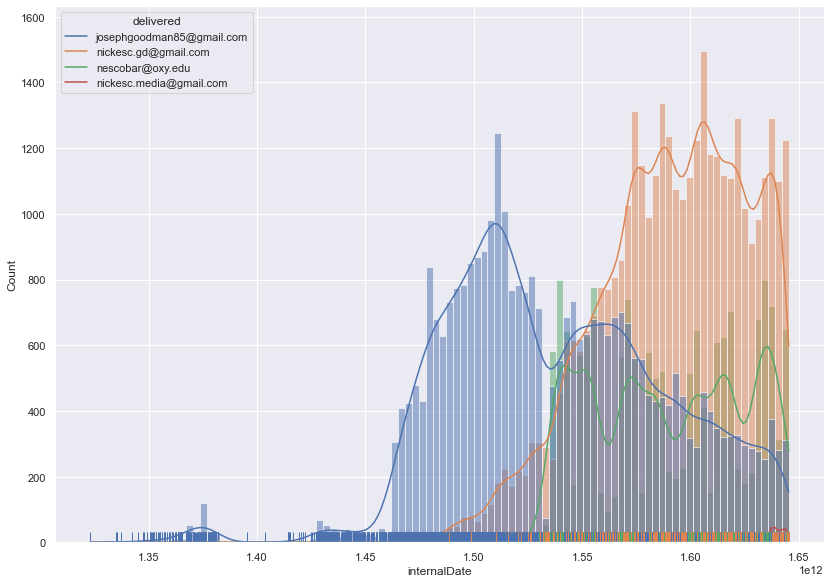 delivered
josephgoodman85@gmail.com
nickesc.gd@gmail.com
nescobar@oxy.edu
nickesc.media@gmail.com
1600
1400
1200
1000
800
600
400
200
0
Count
1.35
1.40
1.45
1.50
1.55
1.60
1.65
internalDate
1e12